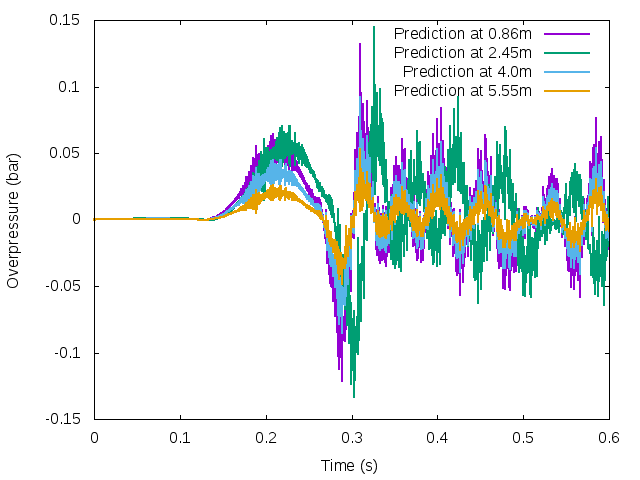 0.15
0.1
0.05
0
-0.05
-0.1
-0.15
0
0.1
0.2
0.3
0.4
0.5
0.6
Overpressure (bar)
Time (s)
Prediction at 0.86m
Prediction at 2.45m
Prediction at 4.0m
Prediction at 5.55m